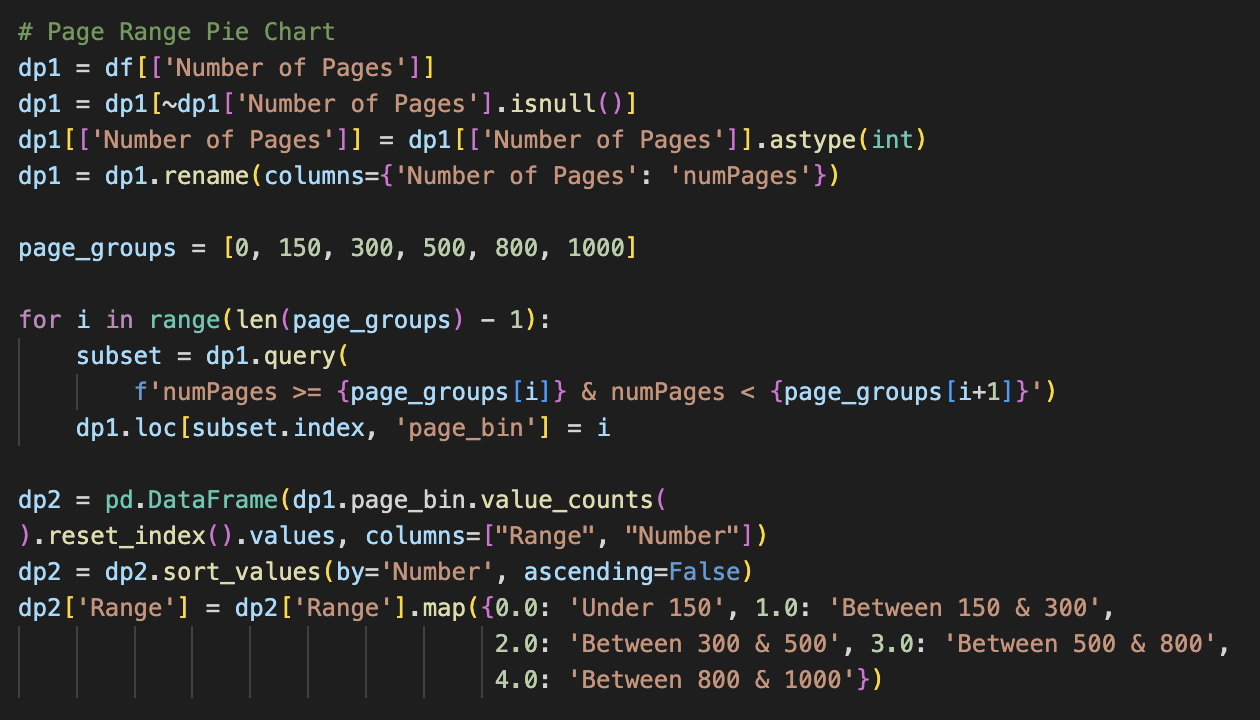 # Page Range Pie Chart
dp1 = df[['Number of Pages']]
dp1 = dp1[~dp1['Number of Pages'].isnull()]
dp1[['Number of Pages']] = dp1[['Number of Pages']].astype(int)
dp1 = dp1.rename(columns={'Number of Pages': 'numPages'})

page_groups = [0, 150, 300, 500, 800, 1000]

for i in range(len(page_groups) - 1):
    subset = dp1.query(
        f'numPages >= {page_groups[i]} & numPages < {page_groups[i+1]}')
    dp1.loc[subset.index, 'page_bin'] = i

dp2 = pd.DataFrame(dp1.page_bin.value_counts(
).reset_index().values, columns=["Range", "Number"])
dp2 = dp2.sort_values(by='Number', ascending=False)
dp2['Range'] = dp2['Range'].map({0.0: 'Under 150', 1.0: 'Between 150 & 300',
                                 2.0: 'Between 300 & 500', 3.0: 'Between 500 & 800',
                                 4.0: 'Between 800 & 1000'})